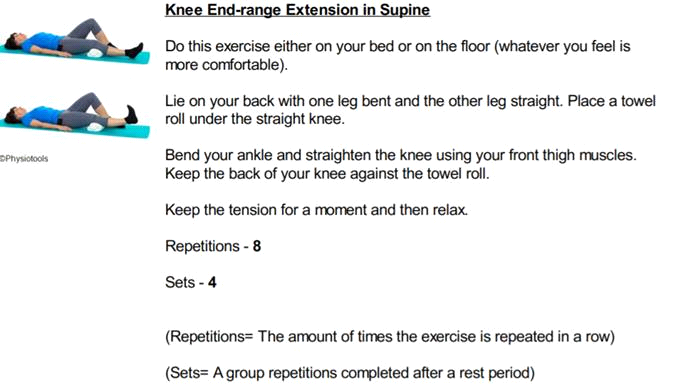 Knee End-range Extension in Supine
Do this exercise either on your bed or on the floor (whatever you feel is
more comfortable).
Lie on your back with one leg bent and the other leg straight. Place a towel
roll under the straight knee.
©Physiotools
Bend your ankle and straighten the knee using your front thigh muscles.
Keep the back of your knee against the towel roll.
Keep the tension for a moment and then relax.
Repetitions - 8
Sets - 4
(Repetitions= The amount of times the exercise is repeated in a row)
(Sets= A group repetitions completed after a rest period)